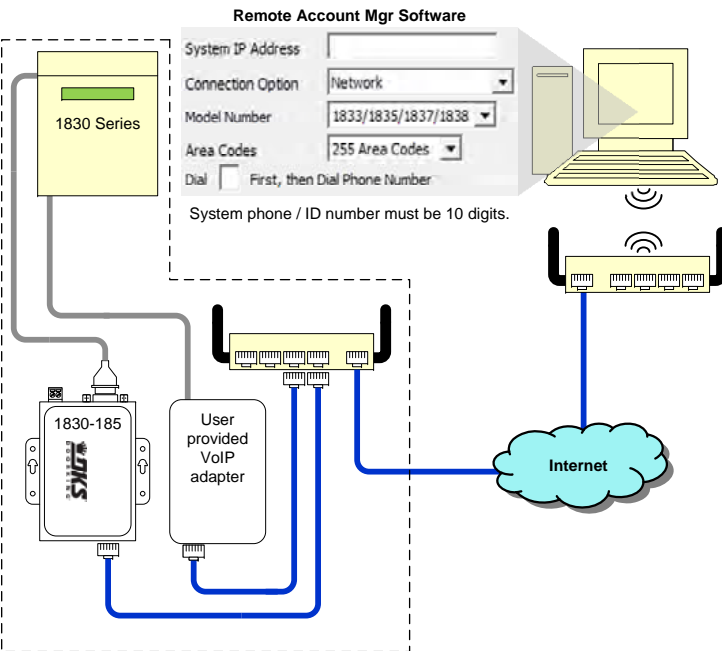 Remote Account Mgr Software
System IP Address
Connection Option Network
Model Number 1833/1835/1837/1838
Area Codes 255 Area Codes
Dial First, then Dial Phone Number
System phone / ID number must be 10 digits.
1830 Series
1830-185
DKS
DOORKING
User
provided
VoIP
adapter
Internet